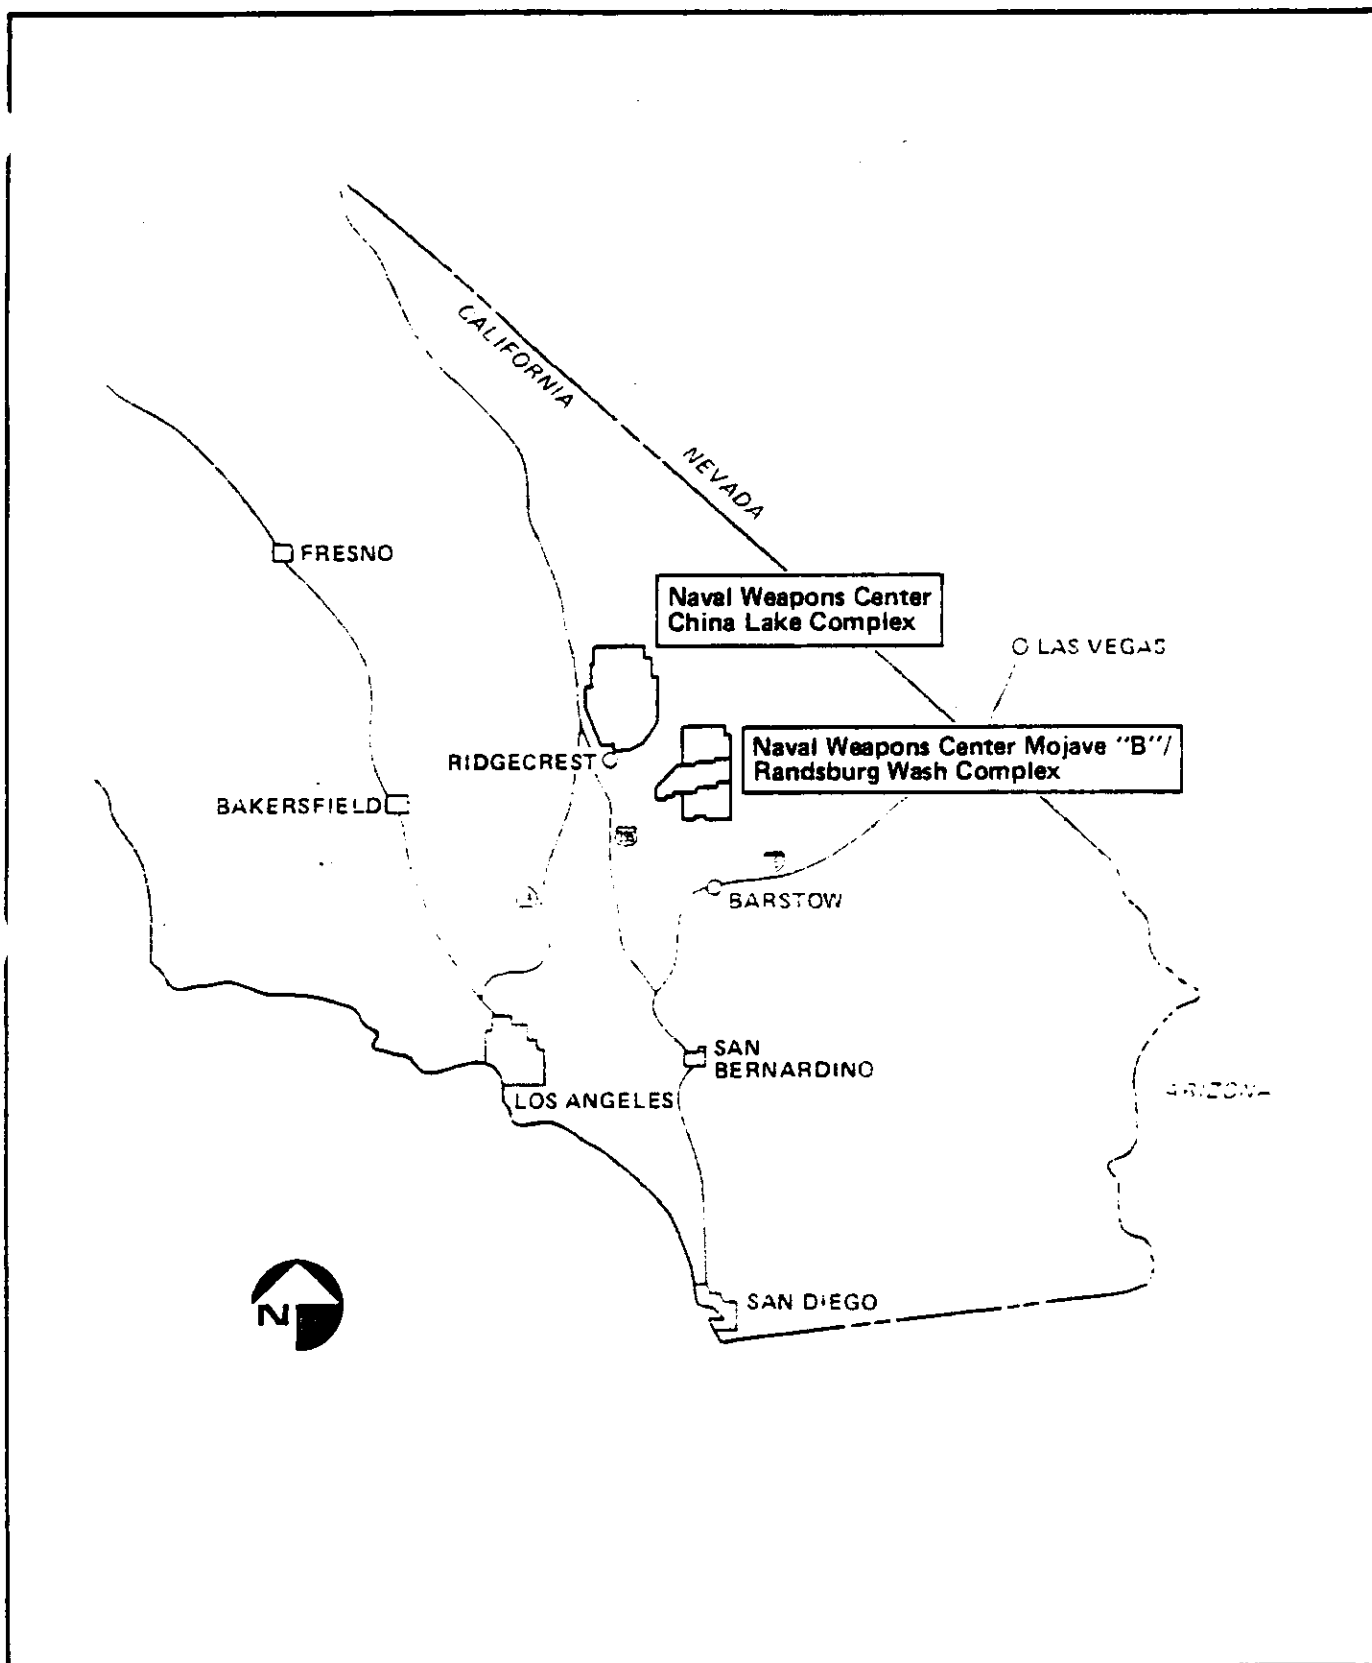 CALIFORNIA
NEVADA
FRESNO
Naval Weapons Center
China Lake Complex
LAS VEGAS
Naval Weapons Center Mojave "B"/
Randsburg Wash Complex
RIDGECREST
BAKERSFIELD
BARSTOW
SAN
BERNARDINO
LOS ANGELES
ARIZONA
SAN DIEGO
N